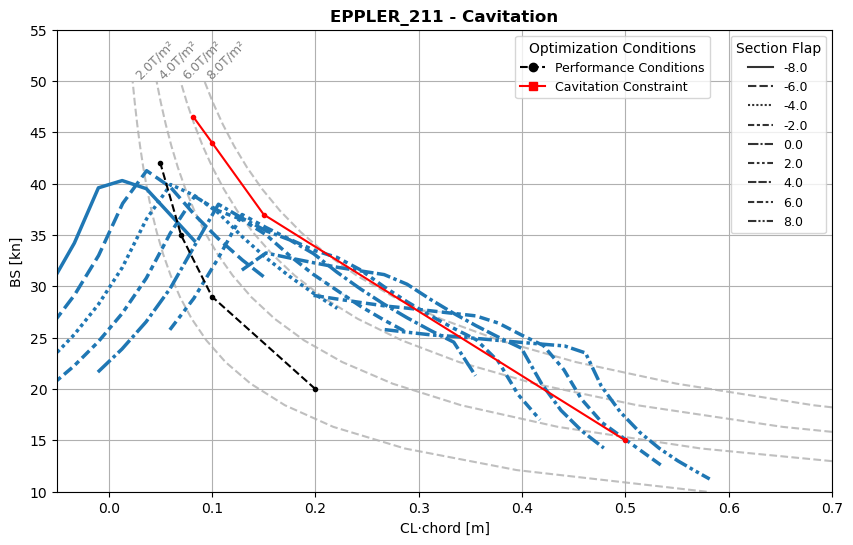 EPPLER_211 - Cavitation
55
50
45
40
35
30
25
20
15
10
BS [kn]
2.0T/m²
4.0T/m²
6.0T/m²
8.0T/m²
Optimization Conditions
Performance Conditions
Cavitation Constraint
Section Flap
-8.0
-6.0
-4.0
-2.0
0.0
2.0
4.0
6.0
8.0
0.0 0.1 0.2 0.3 0.4 0.5 0.6 0.7
CL·chord [m]